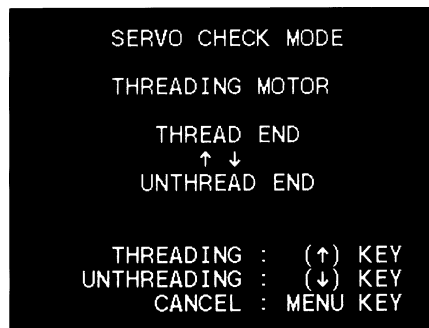 SERVO CHECK MODE
THREADING MOTOR
THREAD END
↑ ↓
UNTHREAD END
THREADING : (↑) KEY
UNTHREADING : (↓) KEY
CANCEL : MENU KEY